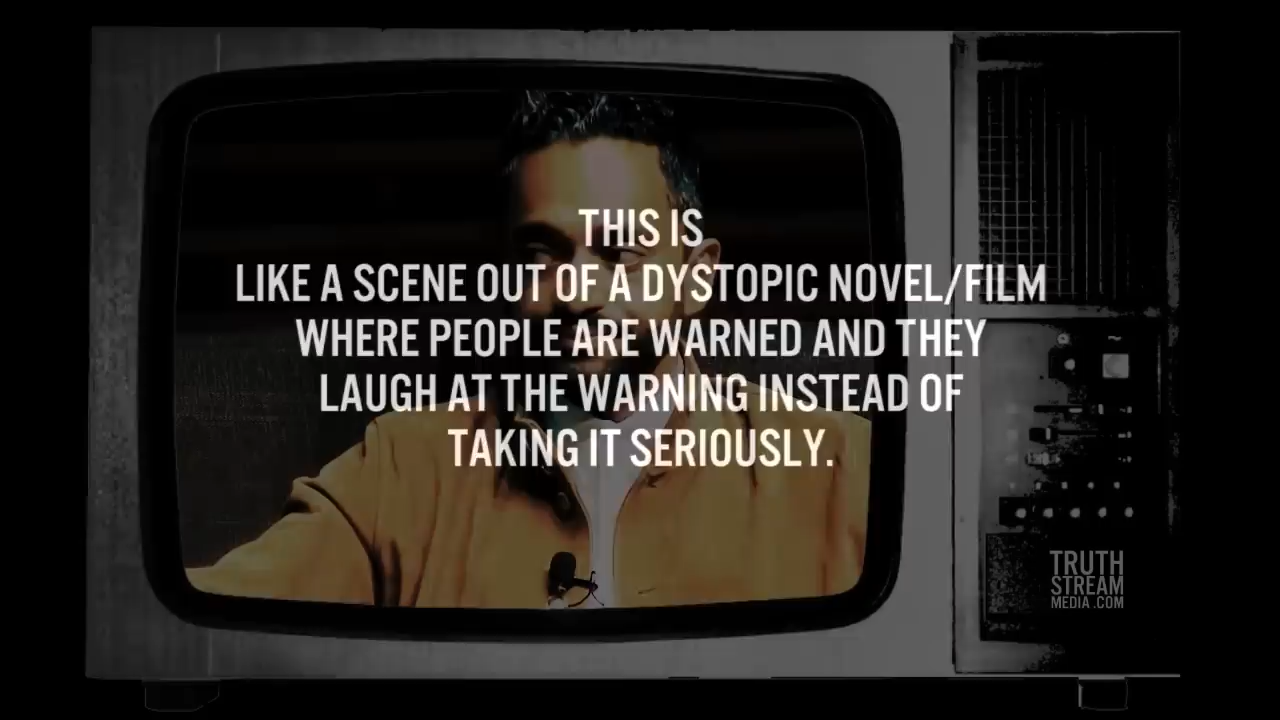 THIS IS
LIKE A SCENE OUT OF A DYSTOPIC NOVEL/FILM
WHERE PEOPLE ARE WARNED AND THEY
LAUGH AT THE WARNING INSTEAD OF
TAKING IT SERIOUSLY.
TRUTH
STREAM
MEDIA.COM